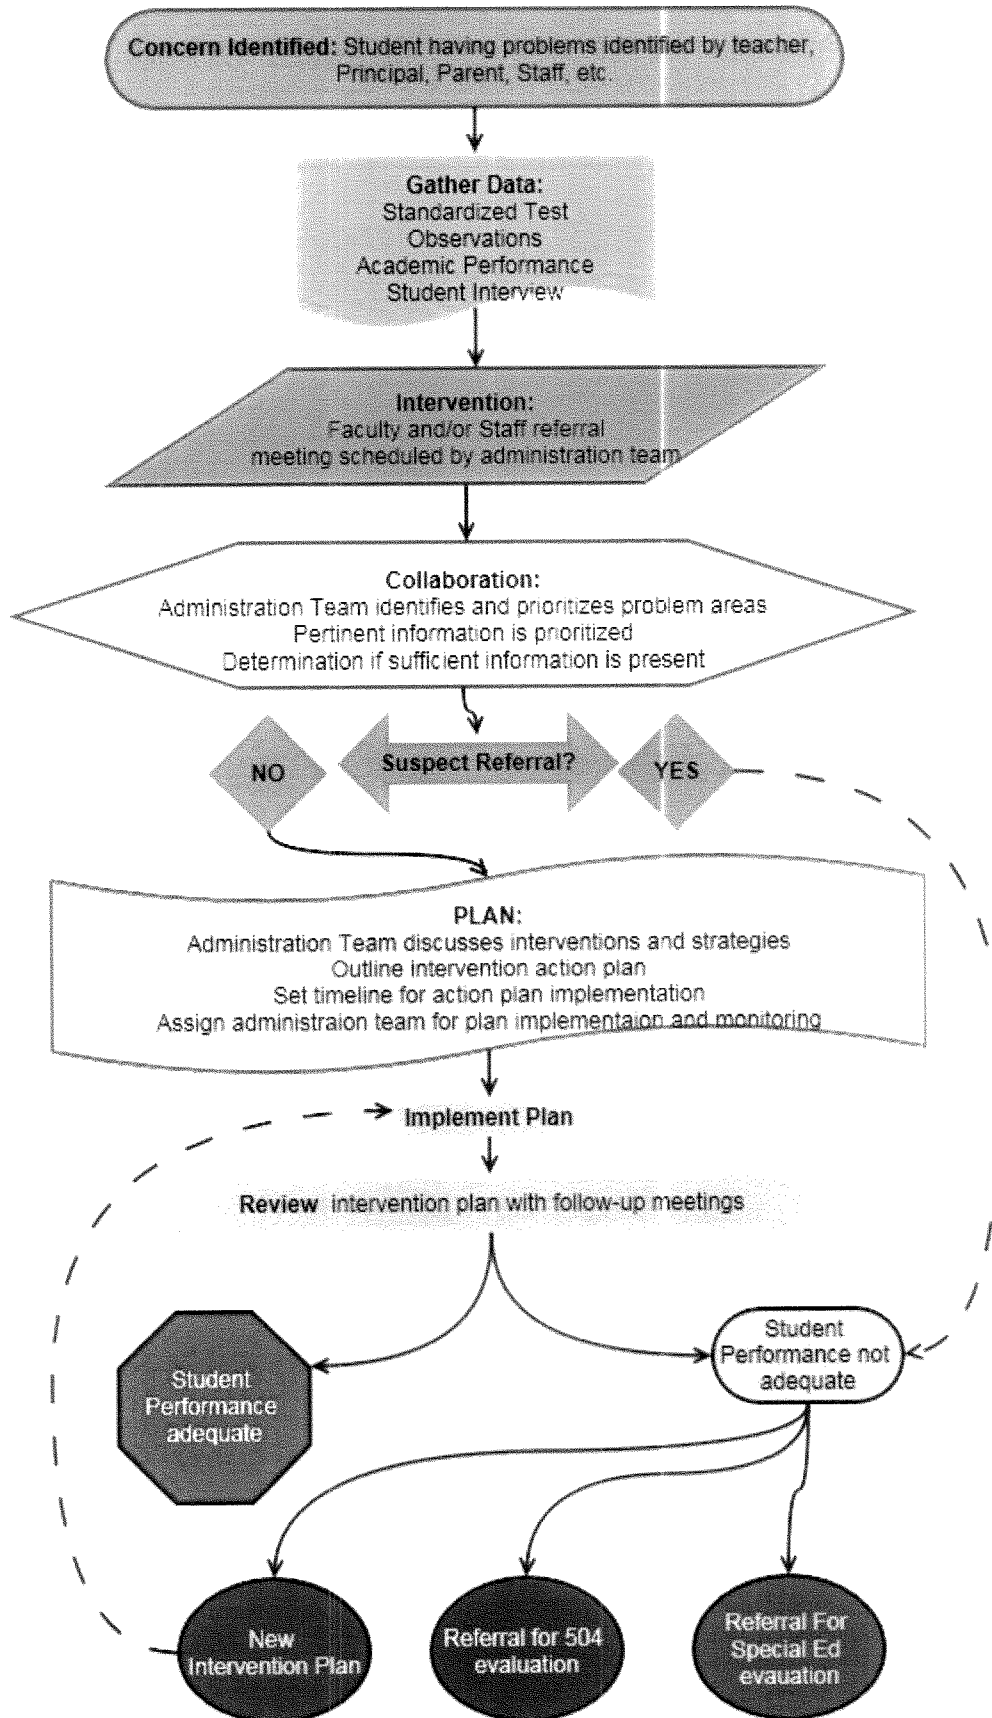 Concern Identified: Student having problems identified by teacher,
Principal, Parent, Staff, etc.
Gather Data:
Standardized Test
Observations
Academic Performance
Student Interview
Intervention:
Faculty and/or Staff referral
meeting scheduled by administration team
Collaboration:
Administration Team identifies and prioritizes problem areas
Pertinent information is prioritized
Determination if sufficient information is present
NO
Suspect Referral?
YES
PLAN:
Administration Team discusses interventions and strategies
Outline intervention action plan
Set timeline for action plan implementation
Assign administraion team for plan implementaion and monitoring
Implement Plan
Review intervention plan with follow-up meetings
Student
Performance
adequate
Student
Performance not
adequate
New
Intervention Plan
Referral for 504
evaluation
Referral For
Special Ed
evauation